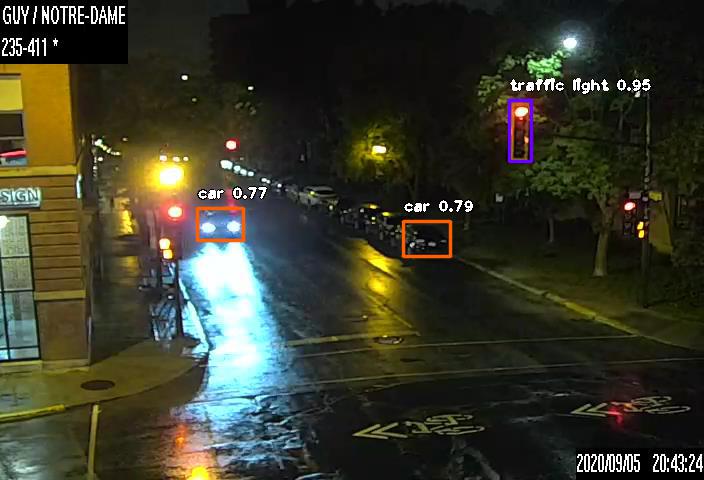 GUY / NOTRE-DAME
235-411 *
traffic light 0.95
car 0.77
car 0.79
SIGN
2020/09/05 20:43:24